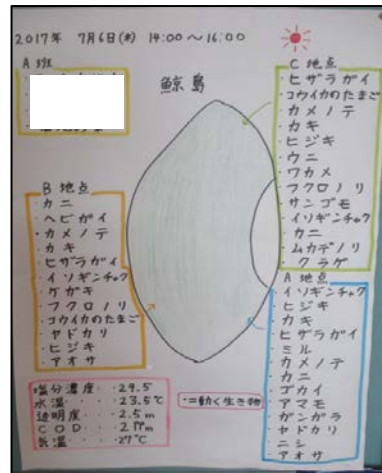 2017年 7月6日(木) 14:00〜16:00
A 班
鯨島
C 地点
・ヒザラガイ
・コウイカのたまご
・カメノテ
・カキ
・ヒジキ
・ウニ
・ワカメ
・フクロノリ
・サンゴモ
・イソギンチャク
・カニ
・ムカデノリ
・クラゲ
B 地点
・カニ
・ヘビガイ
・カメノテ
・カキ
・ヒザラガイ
・イソギンチャク
・ケガキ
・フクロノリ
・コウイカのたまご
・ヤドカリ
・ヒジキ
・アオサ
A 地点
・イソギンチャク
・ヒジキ
・カキ
・ヒザラガイ
・ミル
・カメノテ
・カニ
・ゴカイ
・アマモ
・ガンガラ
・ヤドカリ
・ニシ
・アオサ
塩分濃度・・29.5
水温・・・23.5℃
透明度・・2.5m
COD・・2PPm
気温・・・27℃
・=動く生き物